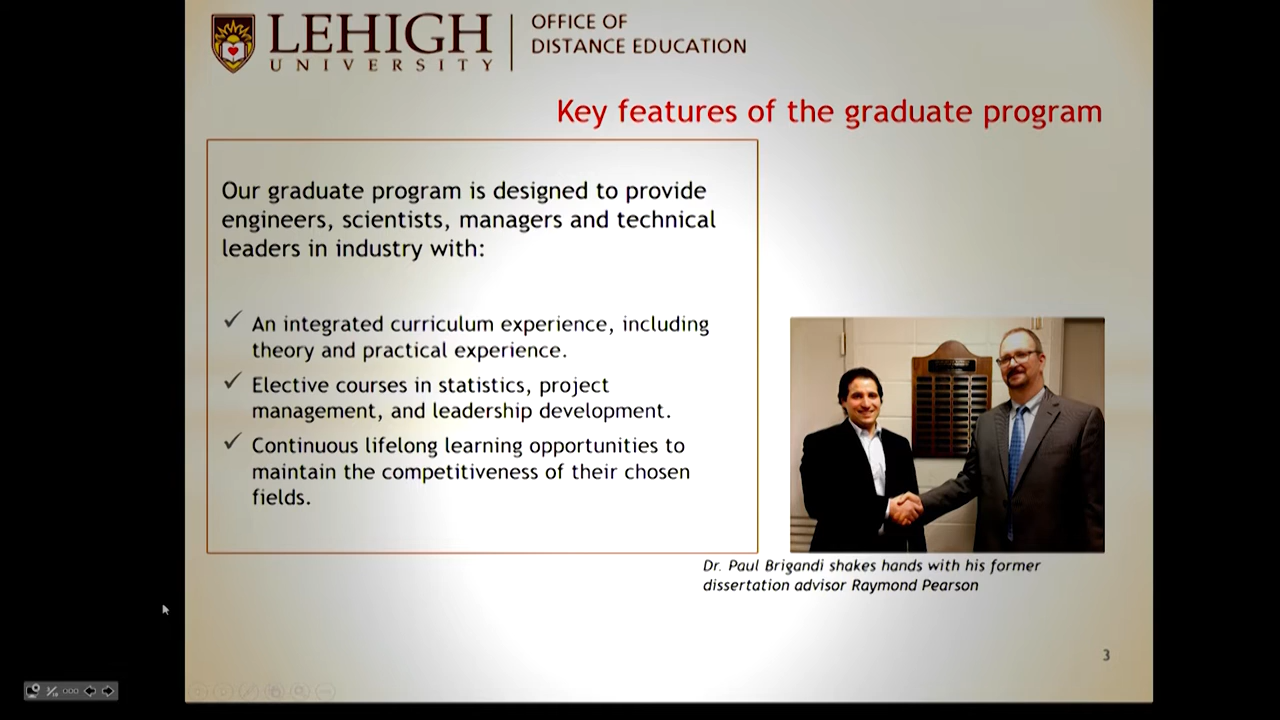 LEHIGH
UNIVERSITY
OFFICE OF
DISTANCE EDUCATION
Key features of the graduate program
Our graduate program is designed to provide
engineers, scientists, managers and technical
leaders in industry with:
✓ An integrated curriculum experience, including
theory and practical experience.
✓ Elective courses in statistics, project
management, and leadership development.
✓ Continuous lifelong learning opportunities to
maintain the competitiveness of their chosen
fields.
Dr. Paul Brigandi shakes hands with his former
dissertation advisor Raymond Pearson
3